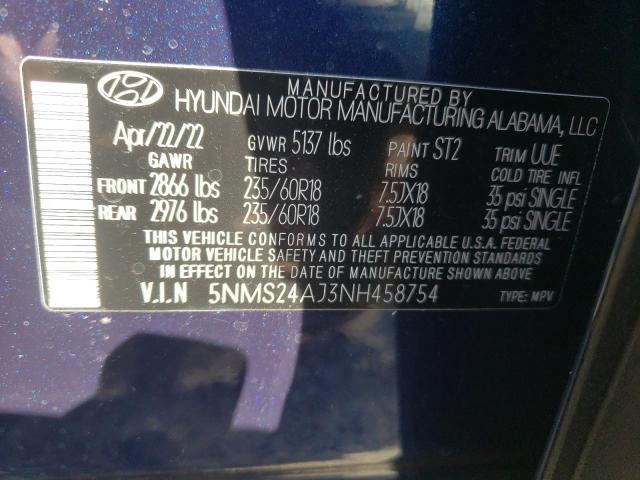 MANUFACTURED BY
HYUNDAI MOTOR MANUFACTURING ALABAMA, LLC
Apr/22/22 GVWR 5137 lbs PAINT ST2 TRIM UUE
GAWR TIRES RIMS COLD TIRE INFL
FRONT 2866 lbs 235/60R18 7.5JX18 35 psi SINGLE
REAR 2976 lbs 235/60R18 7.5JX18 35 psi SINGLE
THIS VEHICLE CONFORMS TO ALL APPLICABLE U.S.A. FEDERAL
MOTOR VEHICLE SAFETY AND THEFT PREVENTION STANDARDS
IN EFFECT ON THE DATE OF MANUFACTURE SHOWN ABOVE.
V.I.N 5NMS24AJ3NH458754 TYPE: MPV